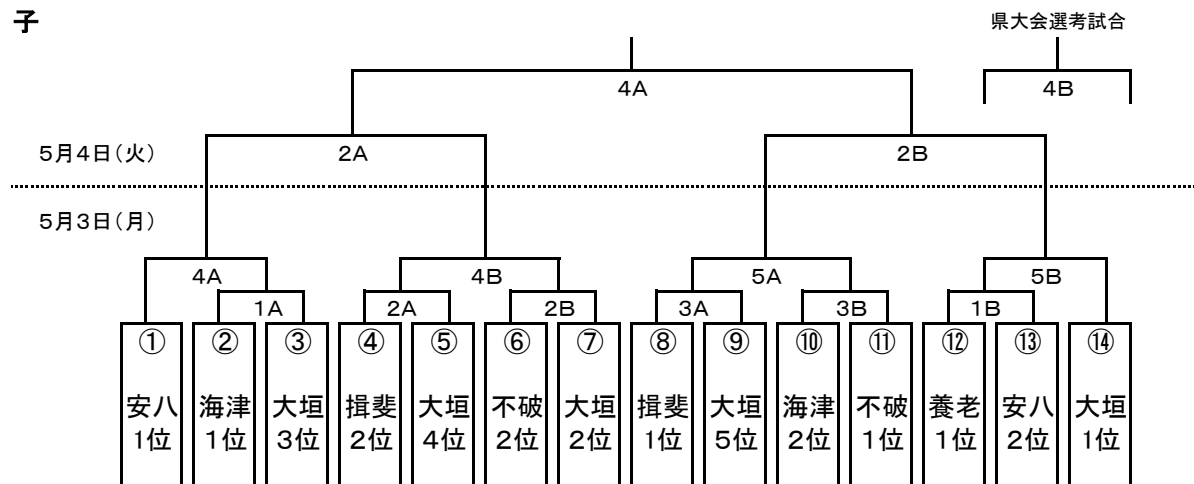 子
県大会選考試合
4A
4B
5月4日(火)
2A
2B
5月3日(月)
4A
4B
5A
5B
1A
2A
2B
3A
3B
1B
① ② ③ ④ ⑤ ⑥ ⑦ ⑧ ⑨ ⑩ ⑪ ⑫ ⑬ ⑭
安八 海津 大垣 揖斐 大垣 不破 大垣 揖斐 大垣 海津 不破 養老 安八 大垣
1位 1位 3位 2位 4位 2位 2位 1位 5位 2位 1位 1位 2位 1位